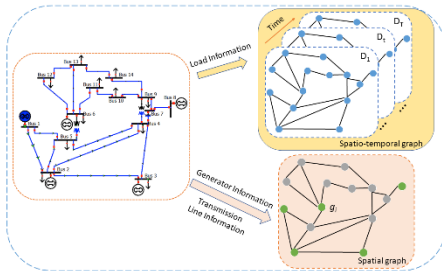 Time
D_T
D_t
D_1
Spatio-temporal graph
Load Information
Bus 13
Bus 12
Bus 14
Bus 11
Bus 10
Bus 9
Bus 8
Bus 7
Bus 6
Bus 1
Bus 5
Bus 4
Bus 2
Bus 3
Generator Information
Transmission
Line Information
g_i
Spatial graph